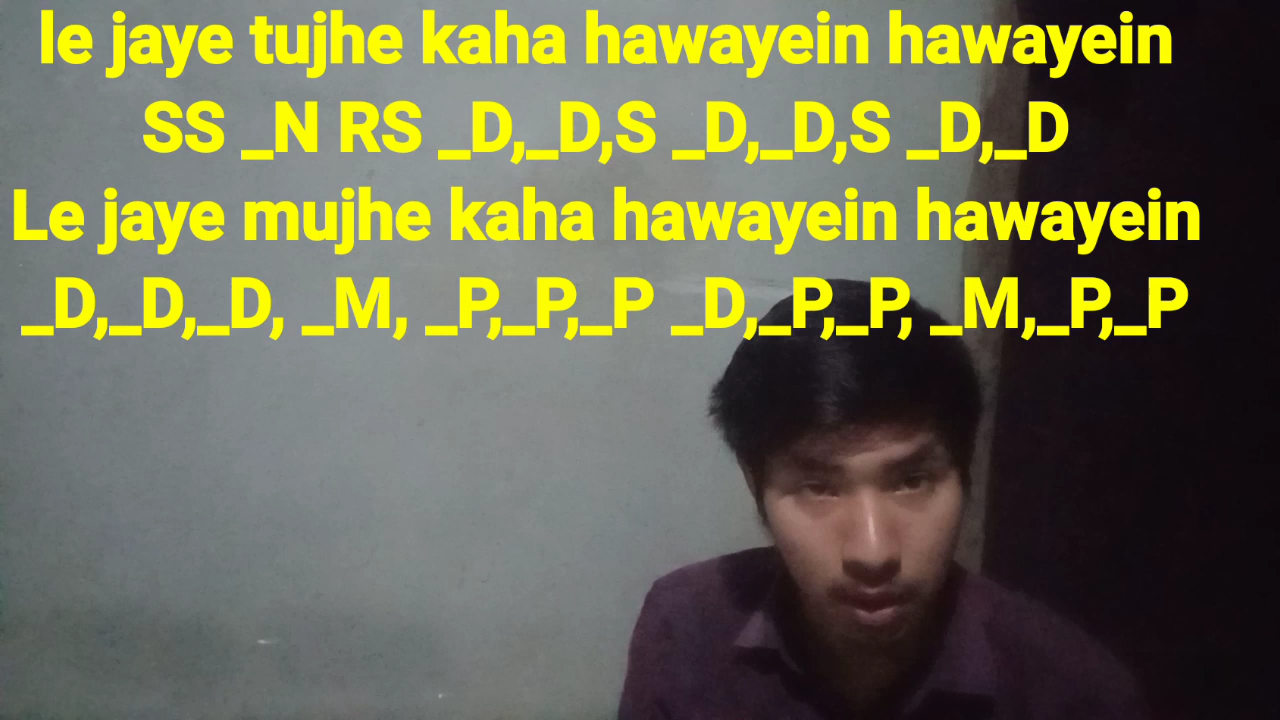 le jaye tujhe kaha hawayein hawayein
SS _N RS _D,_D,S _D,_D,S _D,_D
Le jaye mujhe kaha hawayein hawayein
_D,_D,_D, _M, _P,_P,_P _D,_P,_P, _M,_P,_P